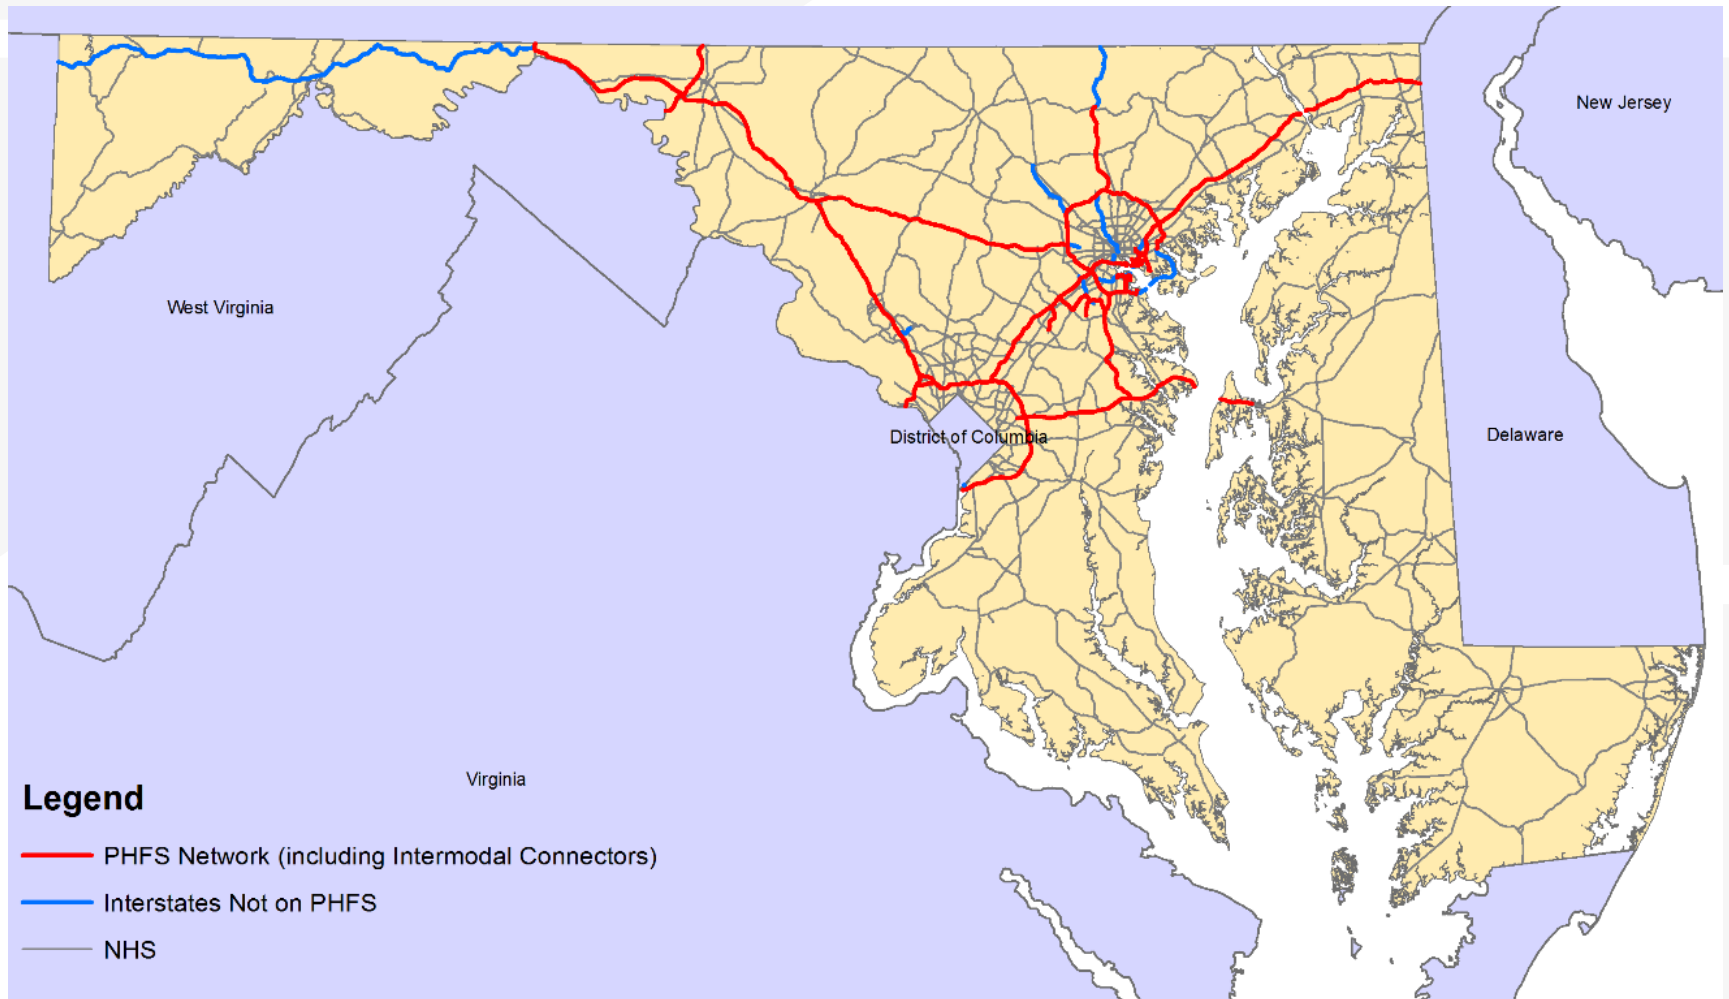 New Jersey
West Virginia
District of Columbia
Delaware
Virginia
Legend
PHFS Network (including Intermodal Connectors)
Interstates Not on PHFS
NHS